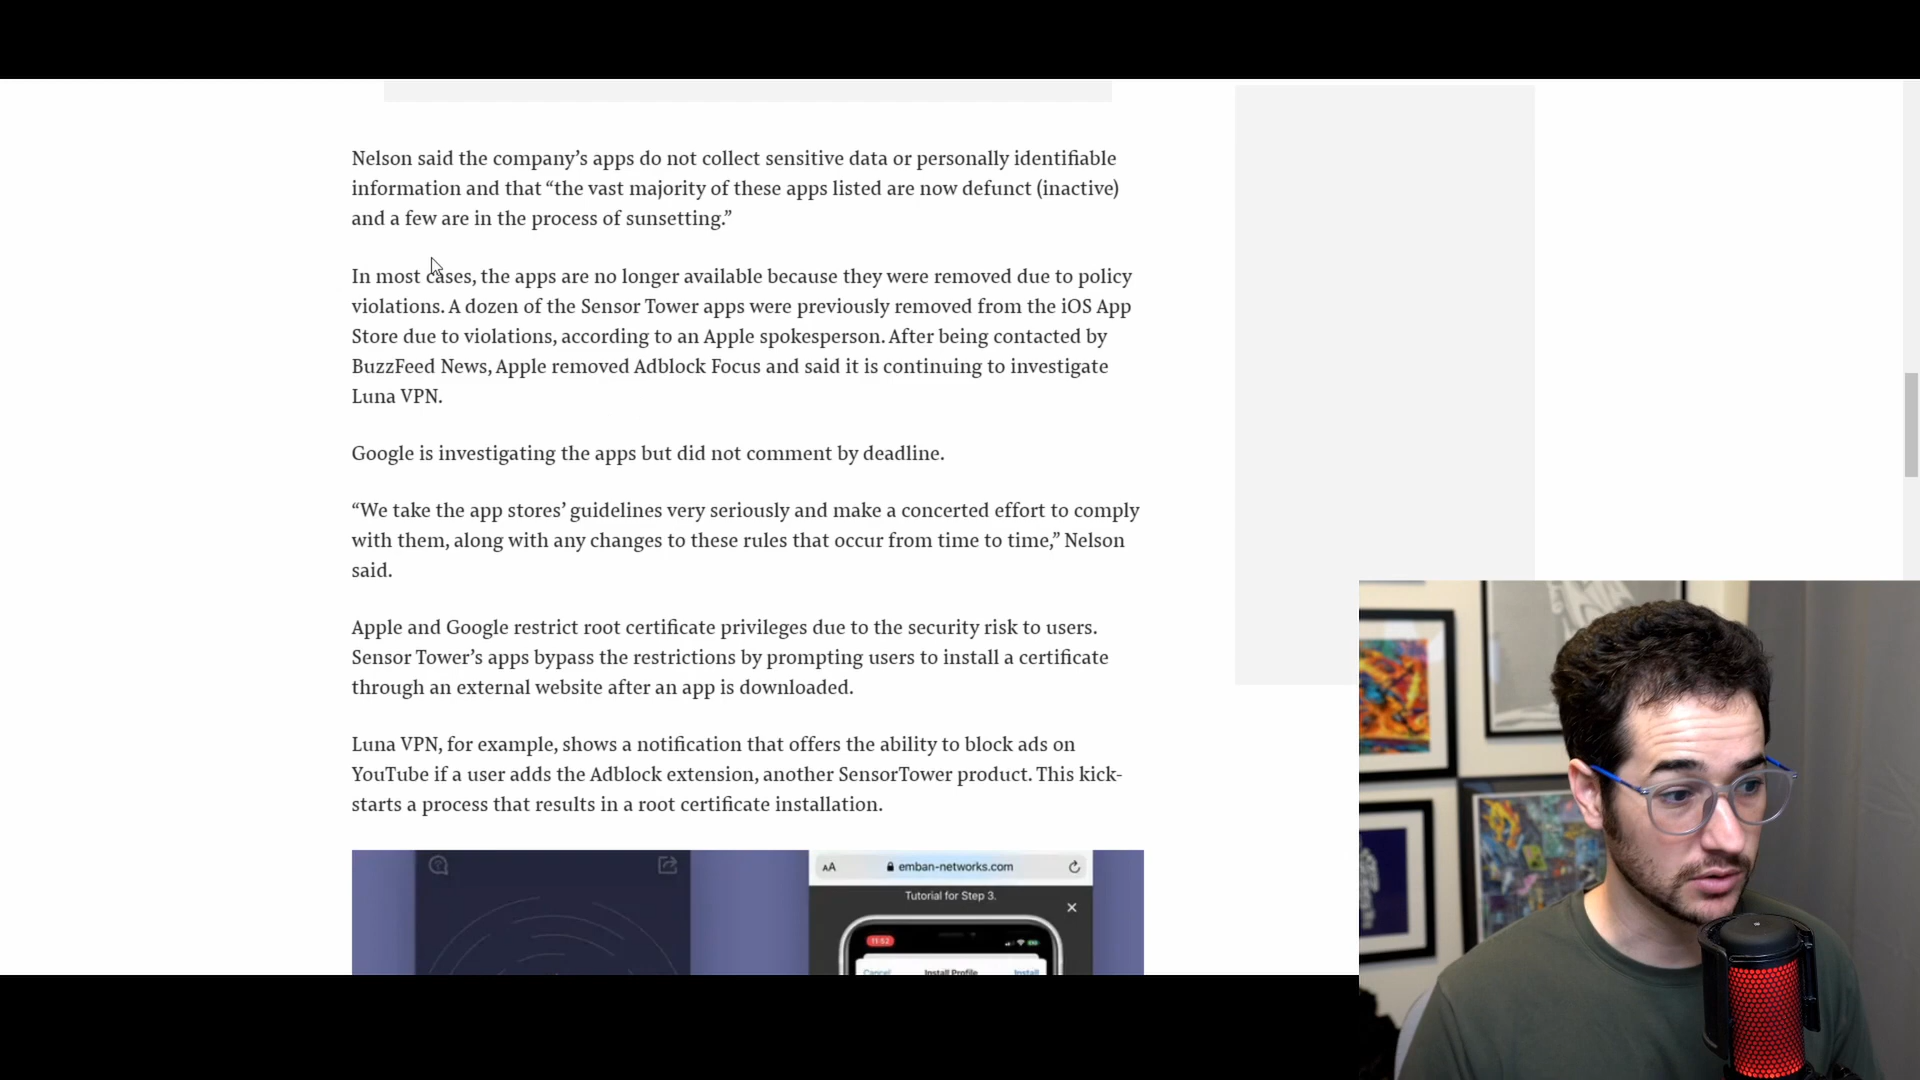 Nelson said the company’s apps do not collect sensitive data or personally identifiable
information and that “the vast majority of these apps listed are now defunct (inactive)
and a few are in the process of sunsetting.”
In most cases, the apps are no longer available because they were removed due to policy
violations. A dozen of the Sensor Tower apps were previously removed from the iOS App
Store due to violations, according to an Apple spokesperson. After being contacted by
BuzzFeed News, Apple removed Adblock Focus and said it is continuing to investigate
Luna VPN.
Google is investigating the apps but did not comment by deadline.
“We take the app stores’ guidelines very seriously and make a concerted effort to comply
with them, along with any changes to these rules that occur from time to time,” Nelson
said.
Apple and Google restrict root certificate privileges due to the security risk to users.
Sensor Tower’s apps bypass the restrictions by prompting users to install a certificate
through an external website after an app is downloaded.
Luna VPN, for example, shows a notification that offers the ability to block ads on
YouTube if a user adds the Adblock extension, another SensorTower product. This kick-
starts a process that results in a root certificate installation.
AA emban-networks.com
Tutorial for Step 3.
11:52
Cancel Install Profile Install